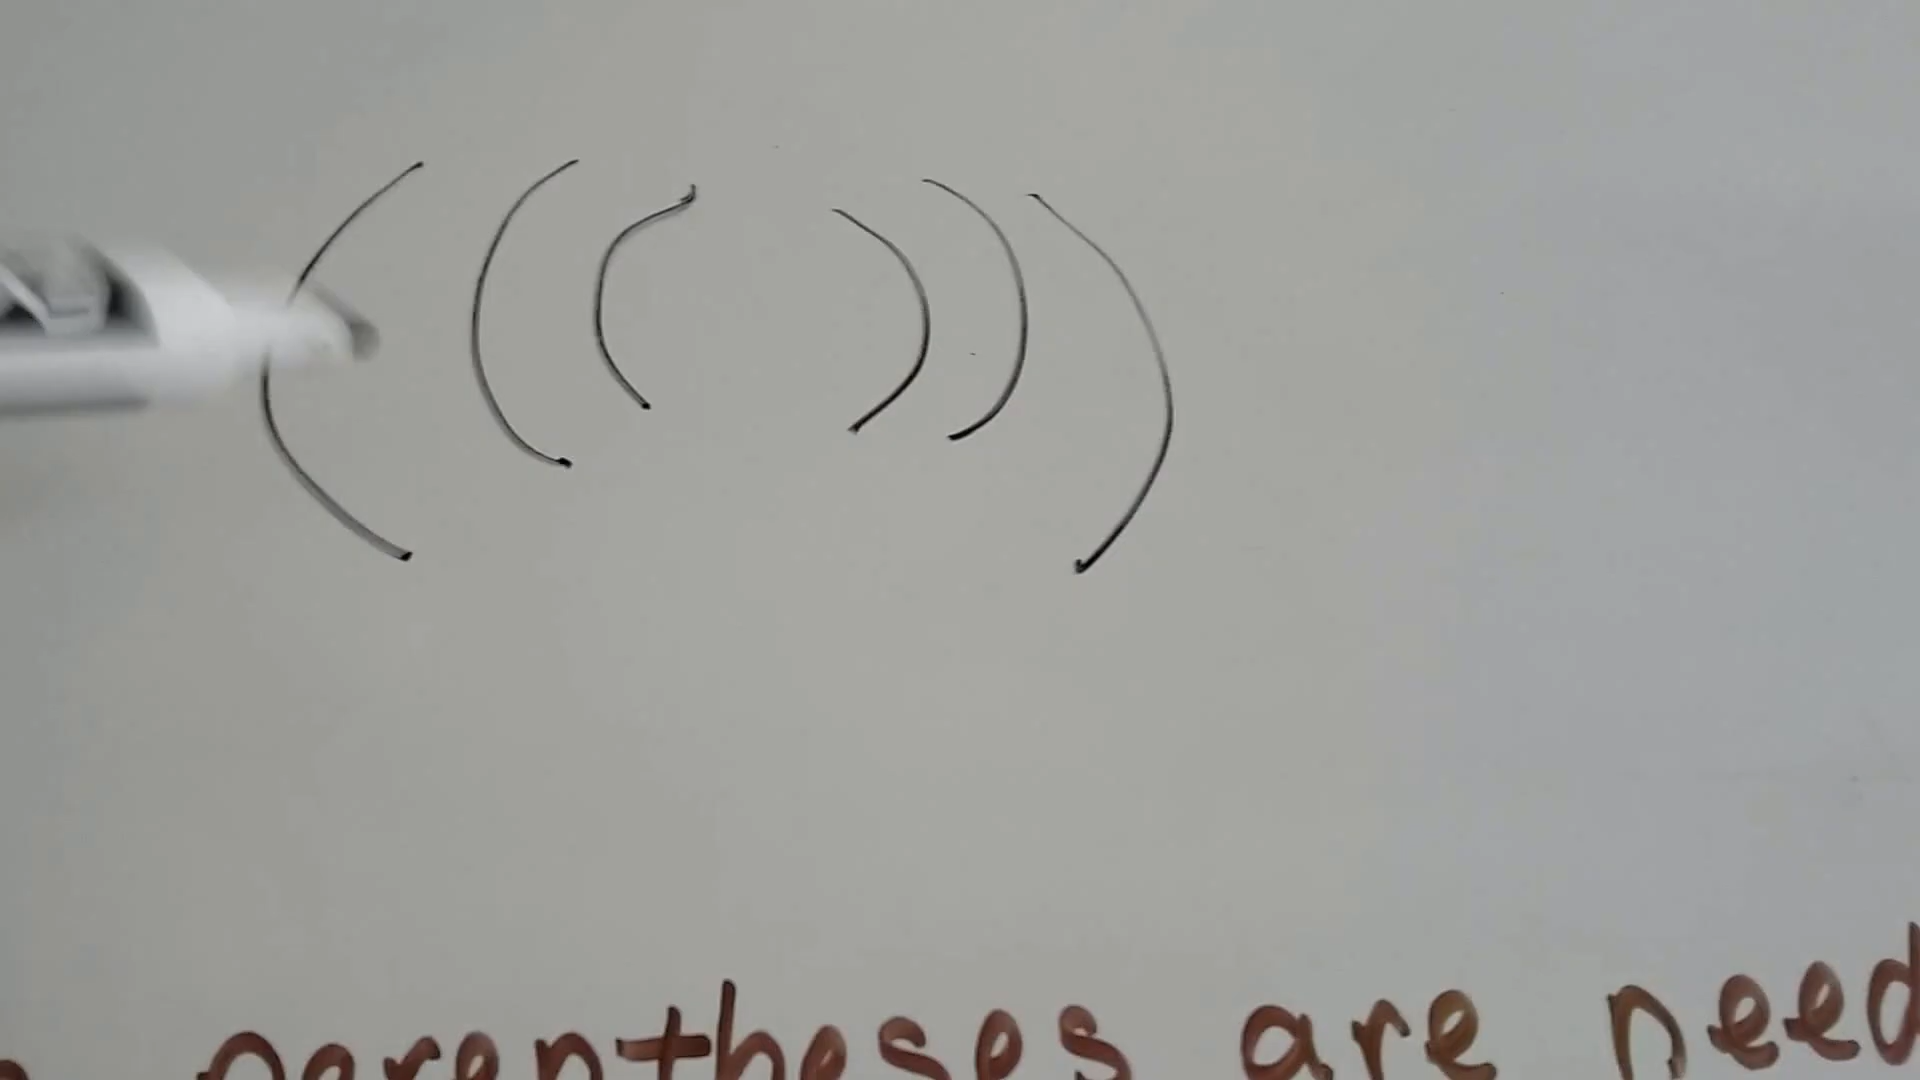 ((()))
parentheses are need